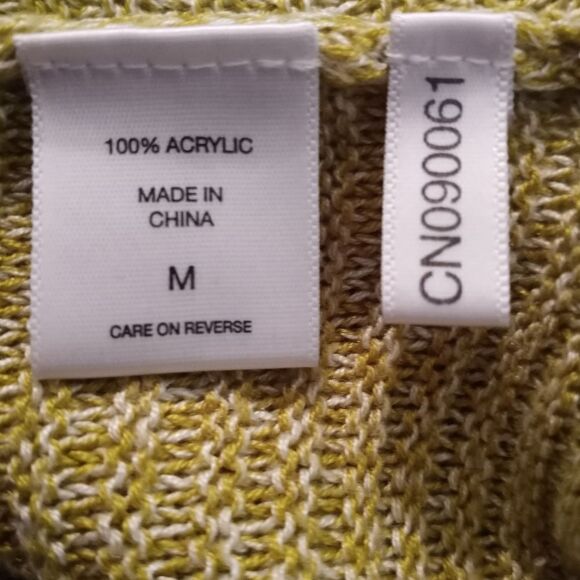 100% ACRYLIC
MADE IN
CHINA
M
CARE ON REVERSE
CN090061